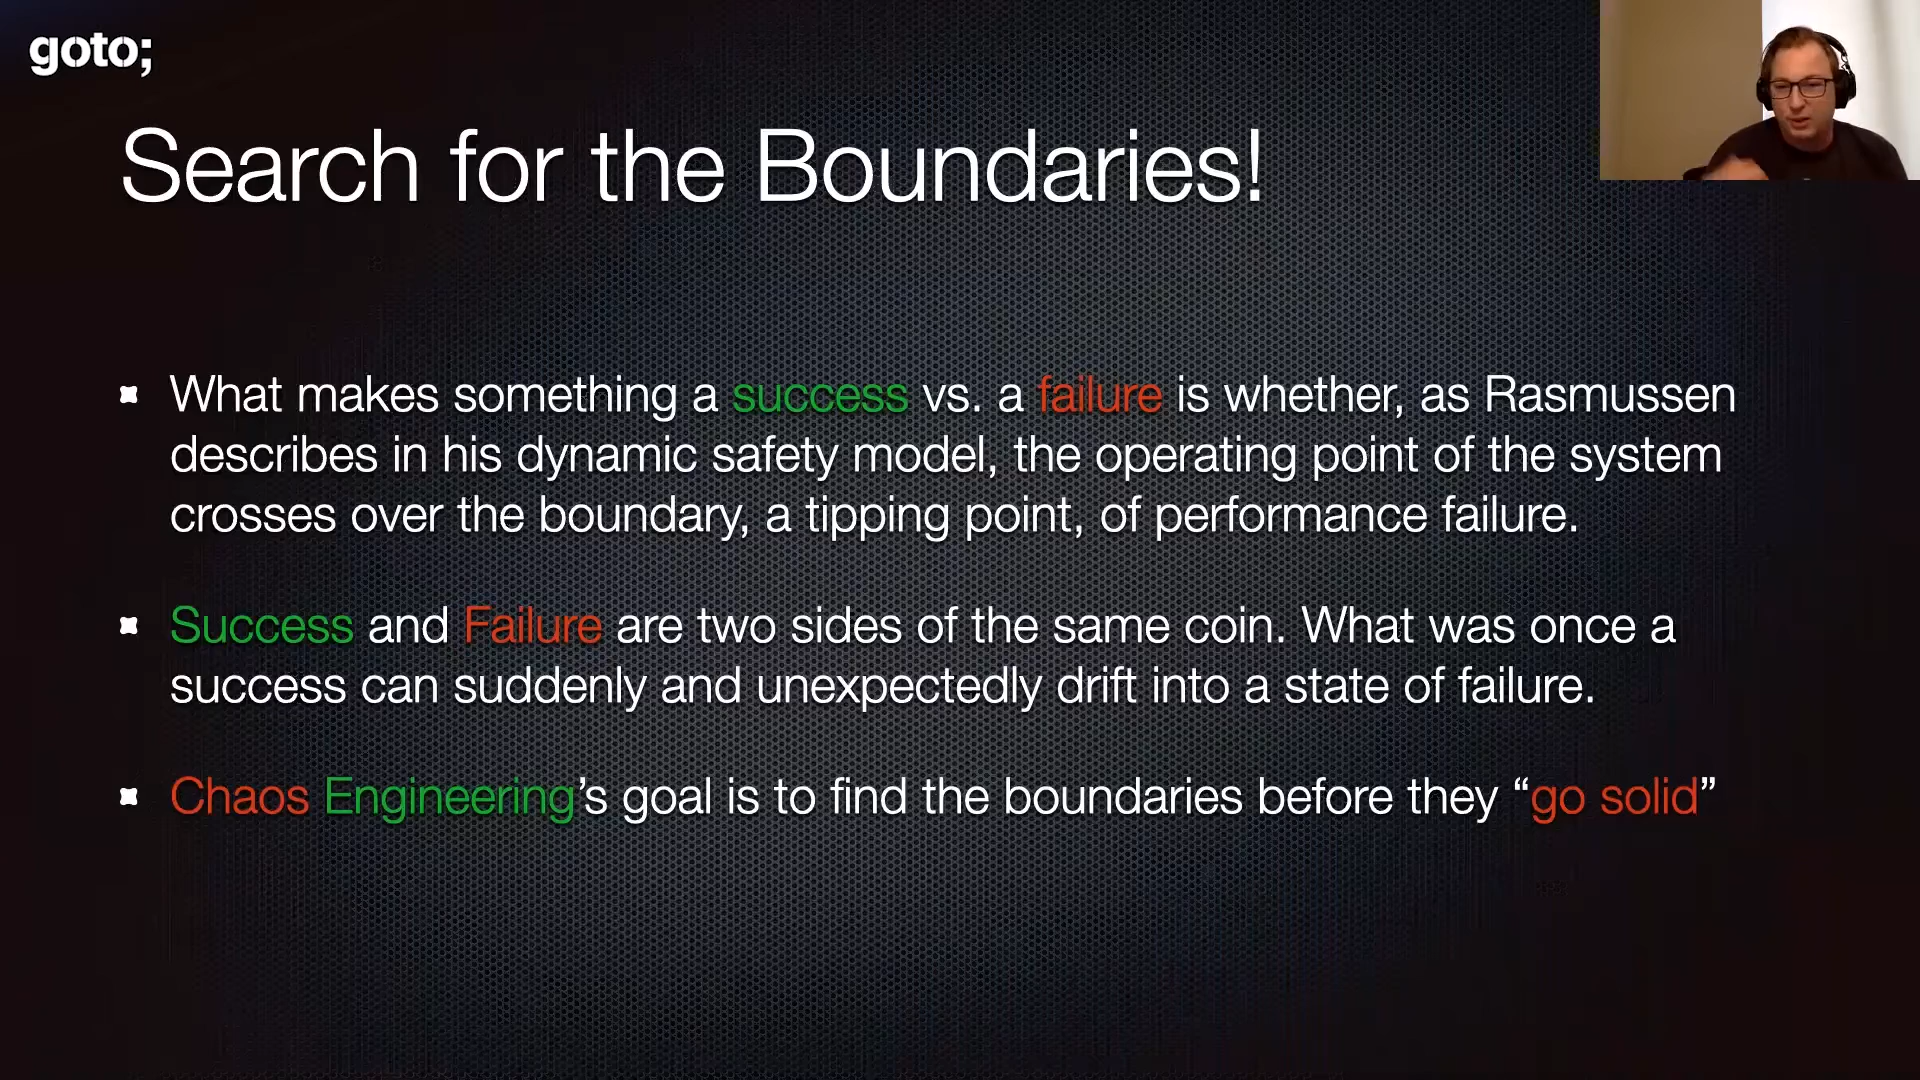 goto;
Search for the Boundaries!
What makes something a success vs. a failure is whether, as Rasmussen
describes in his dynamic safety model, the operating point of the system
crosses over the boundary, a tipping point, of performance failure.
Success and Failure are two sides of the same coin. What was once a
success can suddenly and unexpectedly drift into a state of failure.
Chaos Engineering’s goal is to find the boundaries before they “go solid”